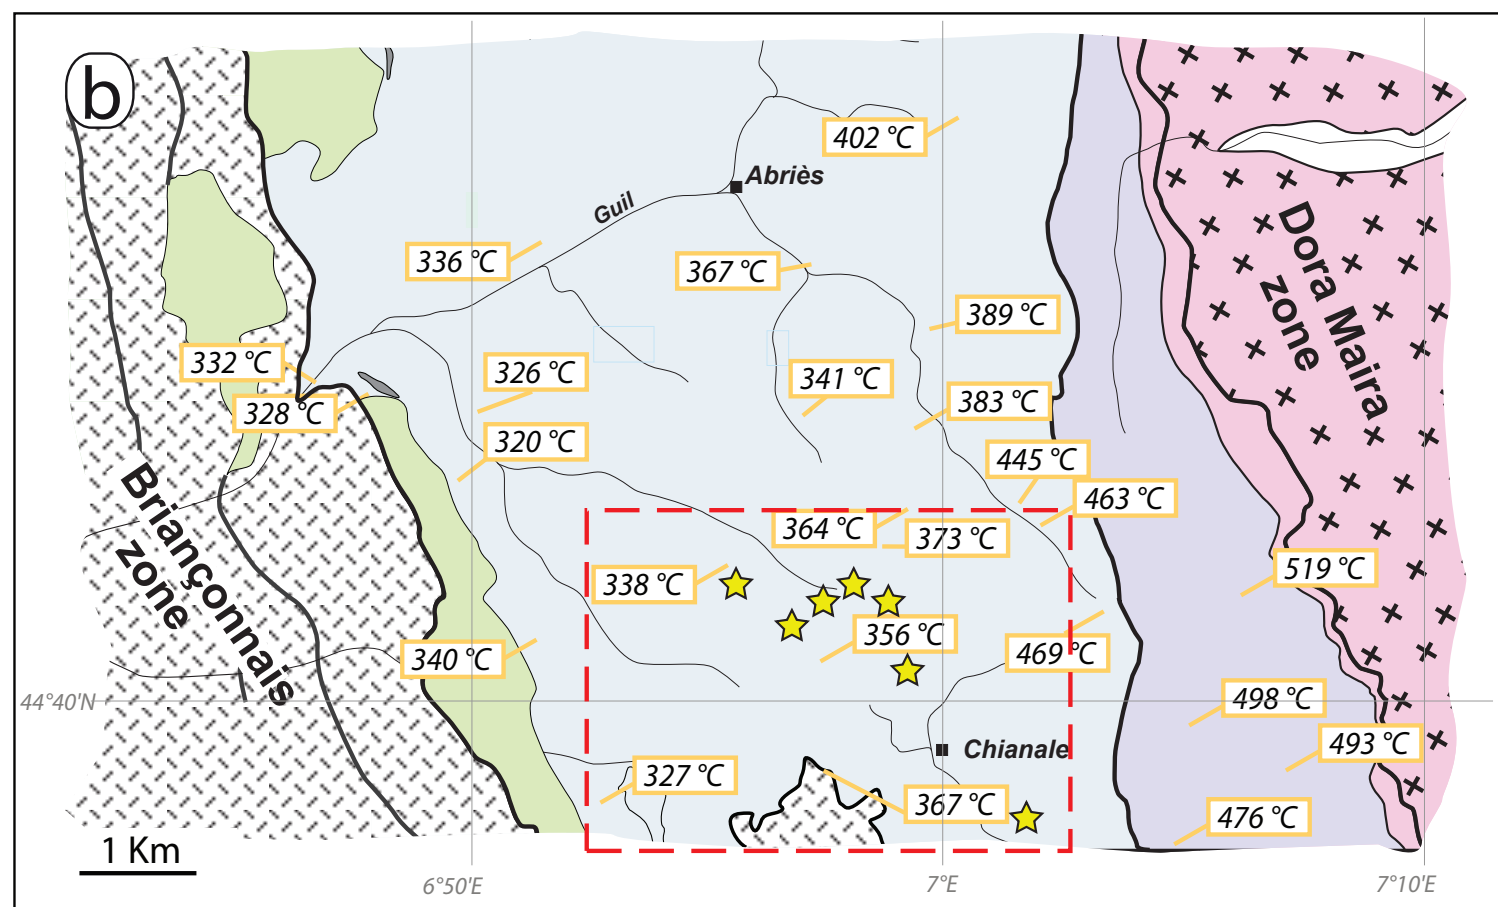 b
402 °C
Abriès
Guil
336 °C
367 °C
389 °C
332 °C
326 °C
341 °C
328 °C
383 °C
320 °C
445 °C
463 °C
364 °C
373 °C
338 °C
519 °C
356 °C
340 °C
469 °C
498 °C
493 °C
Chianale
327 °C
367 °C
476 °C
Dora Maira
zone
Briançonnais
zone
44°40'N
1 Km
6°50'E
7°E
7°10'E